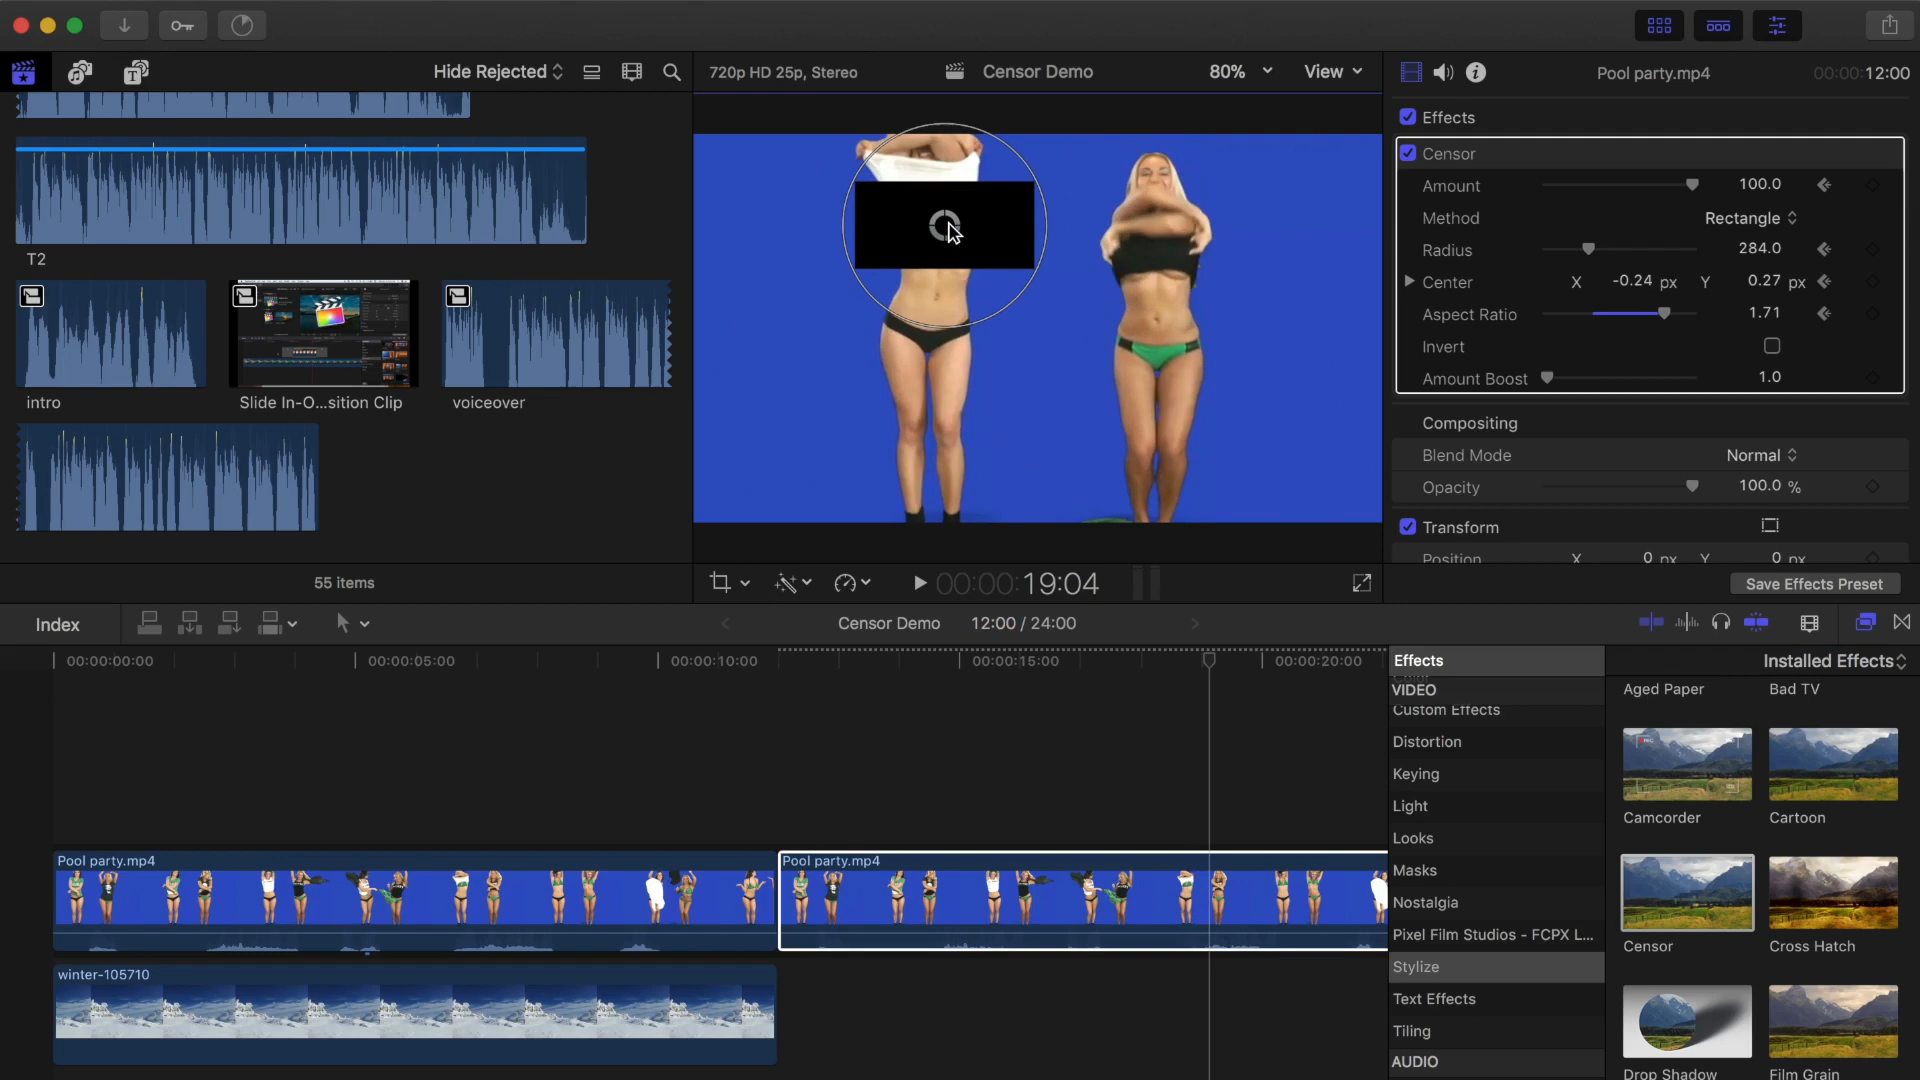 Hide Rejected
720p HD 25p, Stereo
Censor Demo
80%
View
Pool party.mp4
00:00:12:00
Effects
Censor
Amount 100.0
Method Rectangle
Radius 284.0
Center X -0.24 px Y 0.27 px
Aspect Ratio 1.71
Invert
Amount Boost 1.0
Compositing
Blend Mode Normal
Opacity 100.0 %
Transform
Position X 0 px Y 0 px
T2
intro
Slide In-O...sition Clip
voiceover
55 items
00:00:19:04
Save Effects Preset
Index
Censor Demo 12:00 / 24:00
00:00:00:00
00:00:05:00
00:00:10:00
00:00:15:00
00:00:20:00
Pool party.mp4
Pool party.mp4
winter-105710
Effects
VIDEO
Custom Effects
Distortion
Keying
Light
Looks
Masks
Nostalgia
Pixel Film Studios - FCPX L...
Stylize
Text Effects
Tiling
AUDIO
Installed Effects
Aged Paper
Bad TV
Camcorder
Cartoon
Censor
Cross Hatch
Drop Shadow
Film Grain